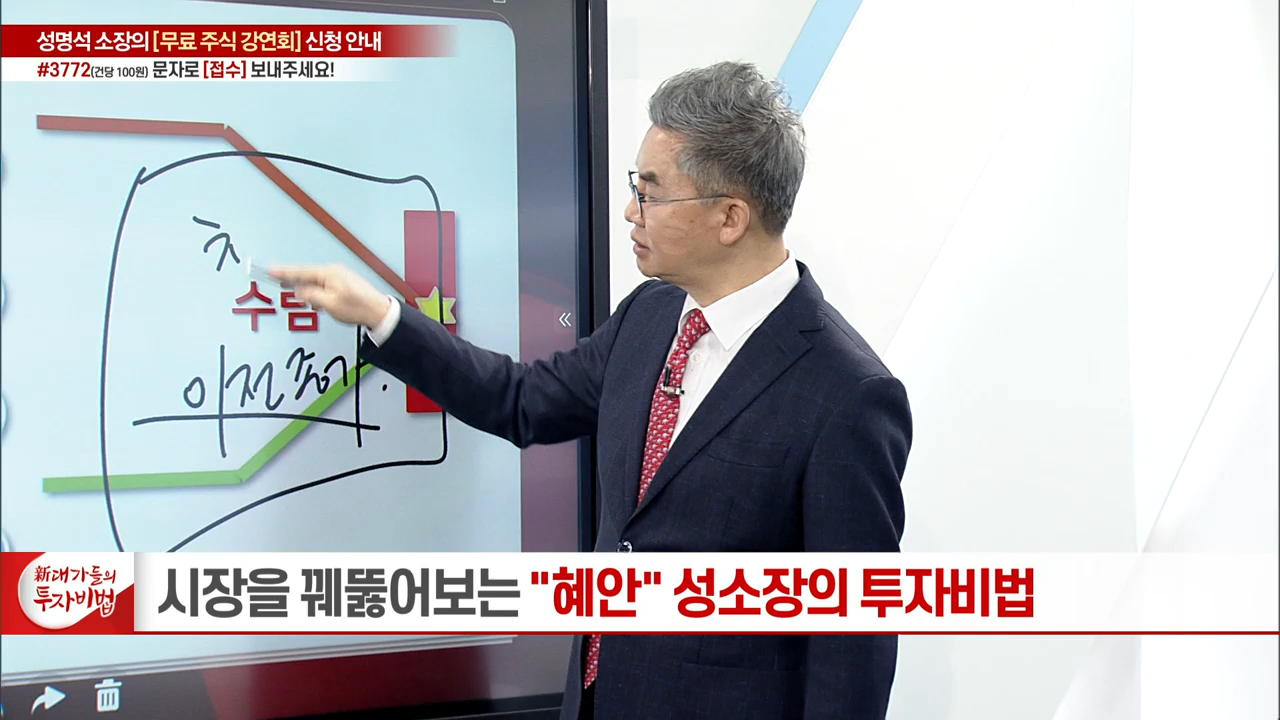 성명석 소장의 [무료 주식 강연회] 신청 안내
#3772(건당 100원) 문자로 [접수] 보내주세요!
수렴
이전종가
新대가들의
투자비법
시장을 꿰뚫어보는 "혜안" 성소장의 투자비법